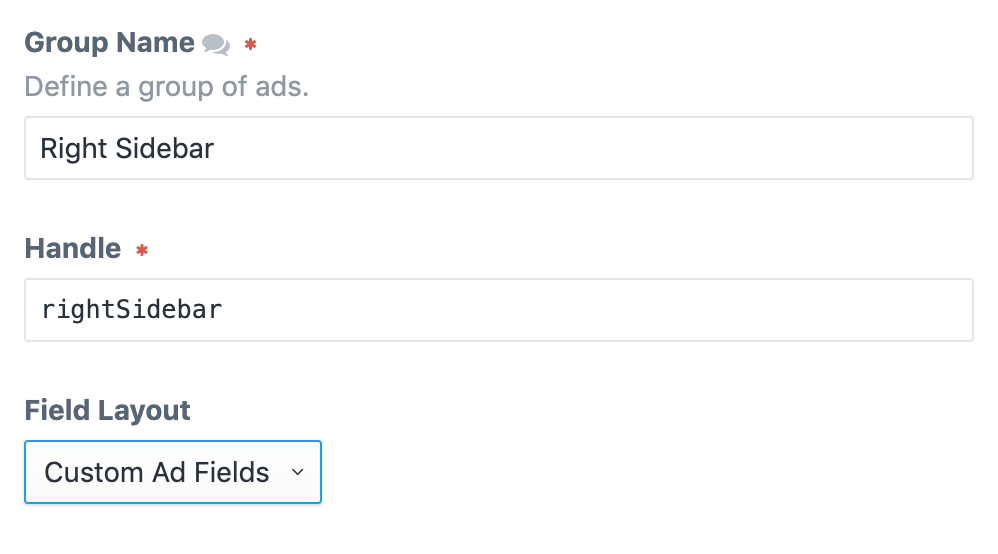 Group Name *
Define a group of ads.
Right Sidebar
Handle *
rightSidebar
Field Layout
Custom Ad Fields